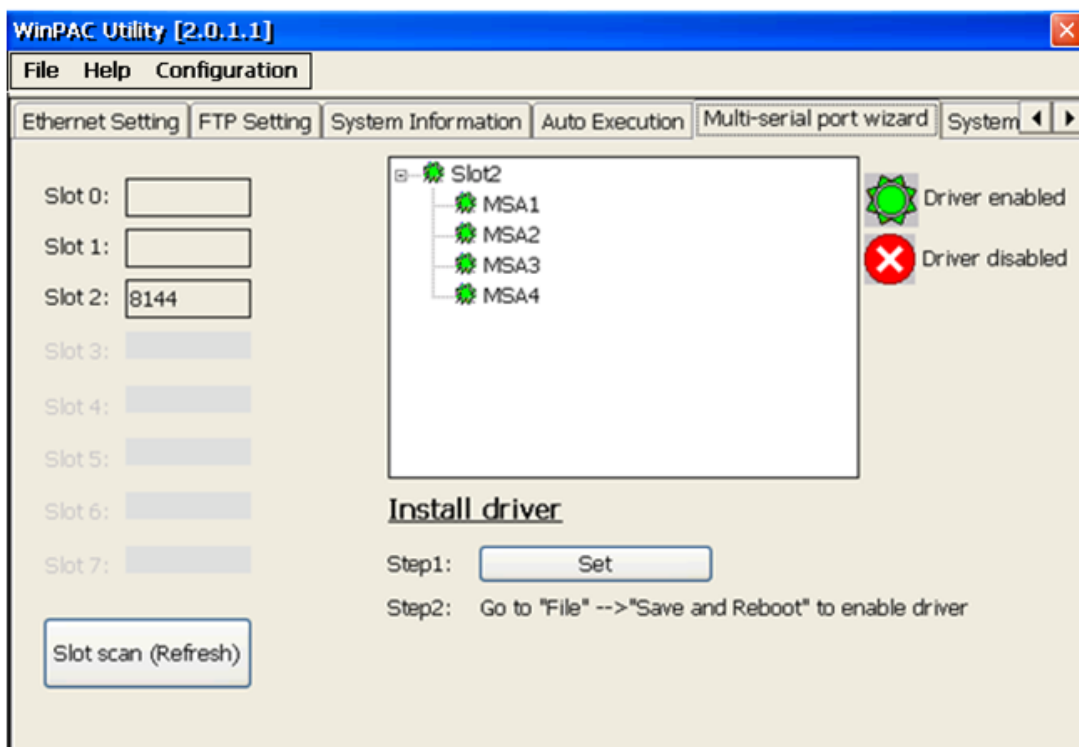 WinPAC Utility [2.0.1.1]
File Help Configuration
Ethernet Setting FTP Setting System Information Auto Execution Multi-serial port wizard System
Slot 0:
Slot 1:
Slot 2: 8144
Slot 3:
Slot 4:
Slot 5:
Slot 6:
Slot 7:
Slot scan (Refresh)
Slot2
MSA1
MSA2
MSA3
MSA4
Driver enabled
Driver disabled
Install driver
Step1: Set
Step2: Go to "File" -->"Save and Reboot" to enable driver